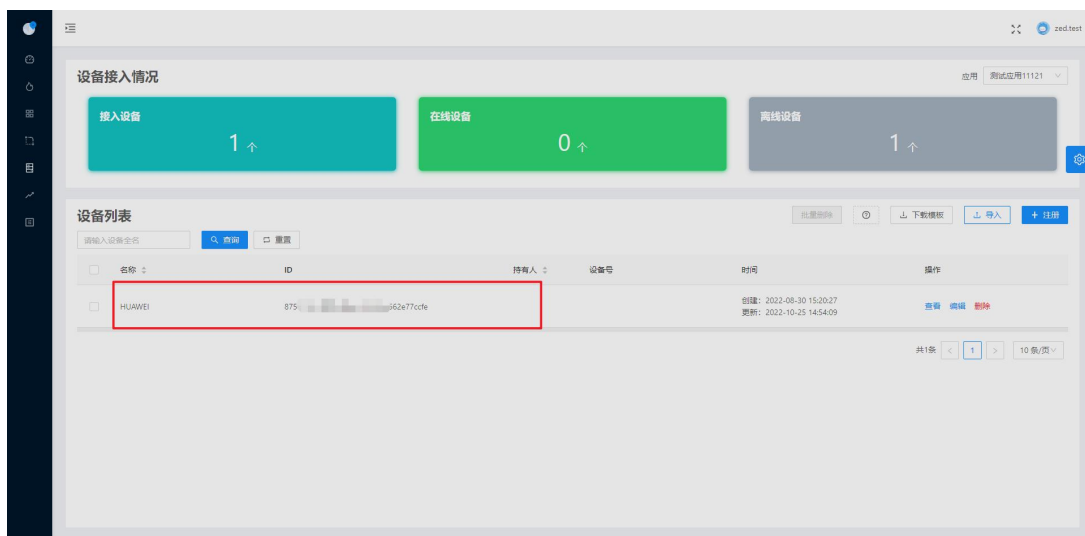 zed.test
设备接入情况
应用 测试应用11121
接入设备
1 个
在线设备
0 个
离线设备
1 个
设备列表
批量删除 下载模板 导入 + 注册
请输入设备全名 查询 重置
名称 ID 持有人 设备号 时间 操作
HUAWEI 875 662e77ccfe 创建：2022-08-30 15:20:27
更新：2022-10-25 14:54:09
查看 编辑 删除
共1条 < 1 > 10 条/页